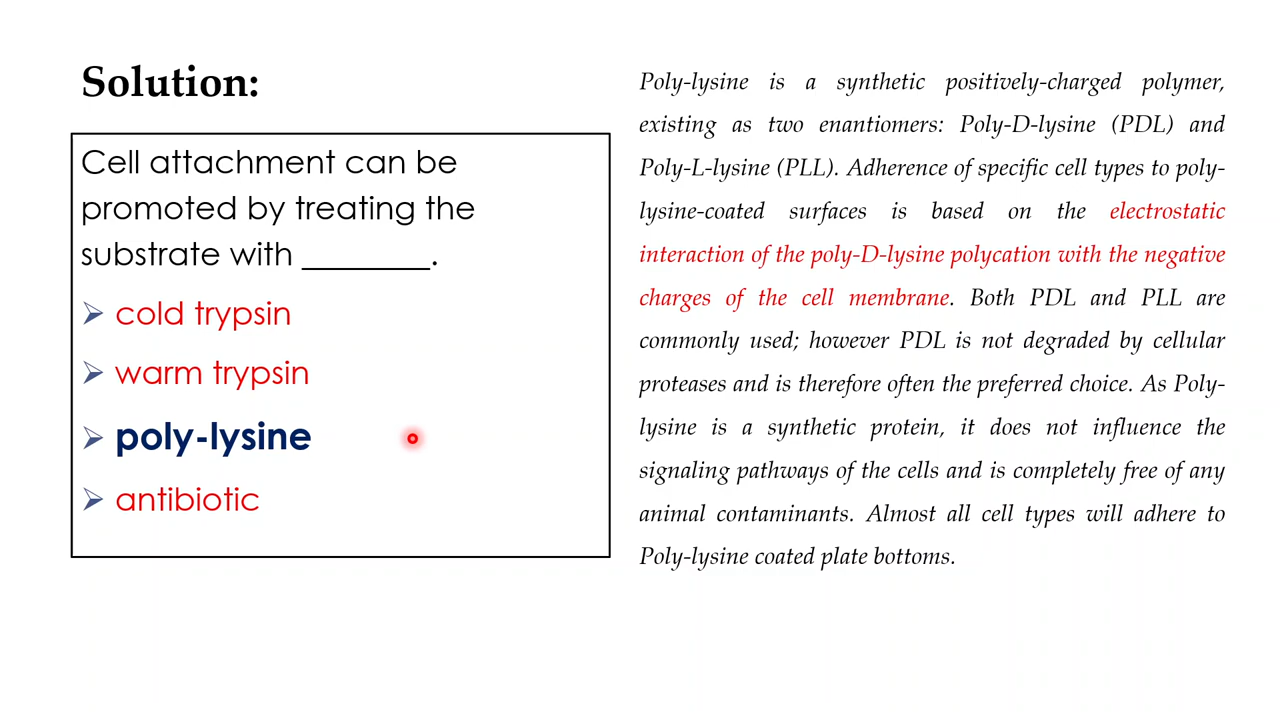 Solution:
Cell attachment can be
promoted by treating the
substrate with ________.
➢ cold trypsin
➢ warm trypsin
➢ poly-lysine
➢ antibiotic
Poly-lysine is a synthetic positively-charged polymer,
existing as two enantiomers: Poly-D-lysine (PDL) and
Poly-L-lysine (PLL). Adherence of specific cell types to poly-
lysine-coated surfaces is based on the electrostatic
interaction of the poly-D-lysine polycation with the negative
charges of the cell membrane. Both PDL and PLL are
commonly used; however PDL is not degraded by cellular
proteases and is therefore often the preferred choice. As Poly-
lysine is a synthetic protein, it does not influence the
signaling pathways of the cells and is completely free of any
animal contaminants. Almost all cell types will adhere to
Poly-lysine coated plate bottoms.